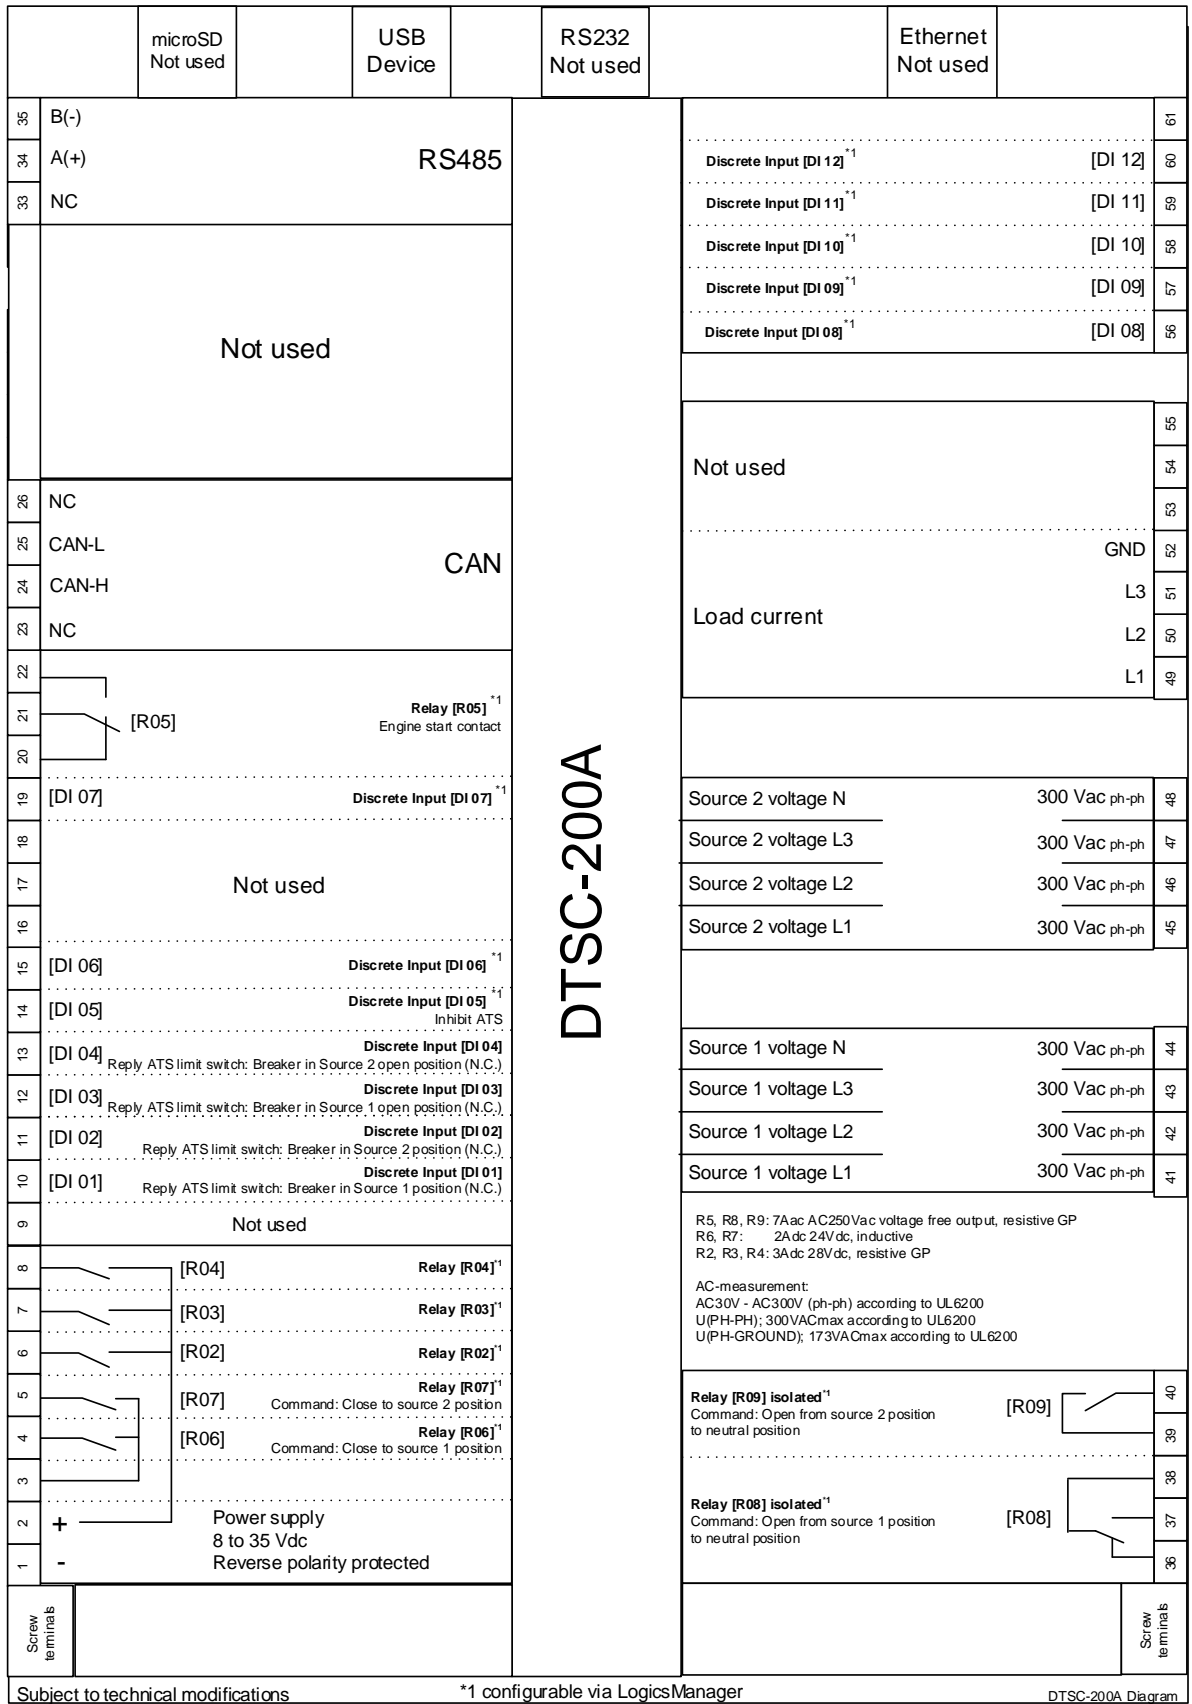 microSD
Not used
USB
Device
RS232
Not used
Ethernet
Not used
35 B(-)
34 A(+)
RS485
33 NC
Not used
26 NC
25 CAN-L
CAN
24 CAN-H
23 NC
22
21 [R05] Relay [R05] *1
Engine start contact
20
19 [DI 07] Discrete Input [DI 07] *1
18
17 Not used
16
15 [DI 06] Discrete Input [DI 06] *1
14 [DI 05] Discrete Input [DI 05] *1
Inhibit ATS
13 [DI 04] Discrete Input [DI 04]
Reply ATS limit switch: Breaker in Source 2 open position (N.C.)
12 [DI 03] Discrete Input [DI 03]
Reply ATS limit switch: Breaker in Source 1 open position (N.C.)
11 [DI 02] Discrete Input [DI 02]
Reply ATS limit switch: Breaker in Source 2 position (N.C.)
10 [DI 01] Discrete Input [DI 01]
Reply ATS limit switch: Breaker in Source 1 position (N.C.)
9 Not used
8 [R04] Relay [R04]*1
7 [R03] Relay [R03]*1
6 [R02] Relay [R02]*1
5 [R07] Relay [R07]*1
Command: Close to source 2 position
4 [R06] Relay [R06]*1
Command: Close to source 1 position
3
2 + Power supply
8 to 35 Vdc
1 - Reverse polarity protected
Screw
terminals
DTSC-200A
61
Discrete Input [DI 12]*1 [DI 12] 60
Discrete Input [DI 11]*1 [DI 11] 59
Discrete Input [DI 10]*1 [DI 10] 58
Discrete Input [DI 09]*1 [DI 09] 57
Discrete Input [DI 08]*1 [DI 08] 56
55
Not used 54
53
GND 52
L3 51
Load current
L2 50
L1 49
Source 2 voltage N 300 Vac ph-ph 48
Source 2 voltage L3 300 Vac ph-ph 47
Source 2 voltage L2 300 Vac ph-ph 46
Source 2 voltage L1 300 Vac ph-ph 45
Source 1 voltage N 300 Vac ph-ph 44
Source 1 voltage L3 300 Vac ph-ph 43
Source 1 voltage L2 300 Vac ph-ph 42
Source 1 voltage L1 300 Vac ph-ph 41
R5, R8, R9: 7Aac AC250Vac voltage free output, resistive GP
R6, R7: 2Adc 24Vdc, inductive
R2, R3, R4: 3Adc 28Vdc, resistive GP
AC-measurement:
AC30V - AC300V (ph-ph) according to UL6200
U(PH-PH); 300VACmax according to UL6200
U(PH-GROUND); 173VACmax according to UL6200
Relay [R09] isolated*1 [R09] 40
Command: Open from source 2 position
to neutral position 39
38
Relay [R08] isolated*1
Command: Open from source 1 position [R08] 37
to neutral position
36
Screw
terminals
Subject to technical modifications
*1 configurable via LogicsManager
DTSC-200A Diagram